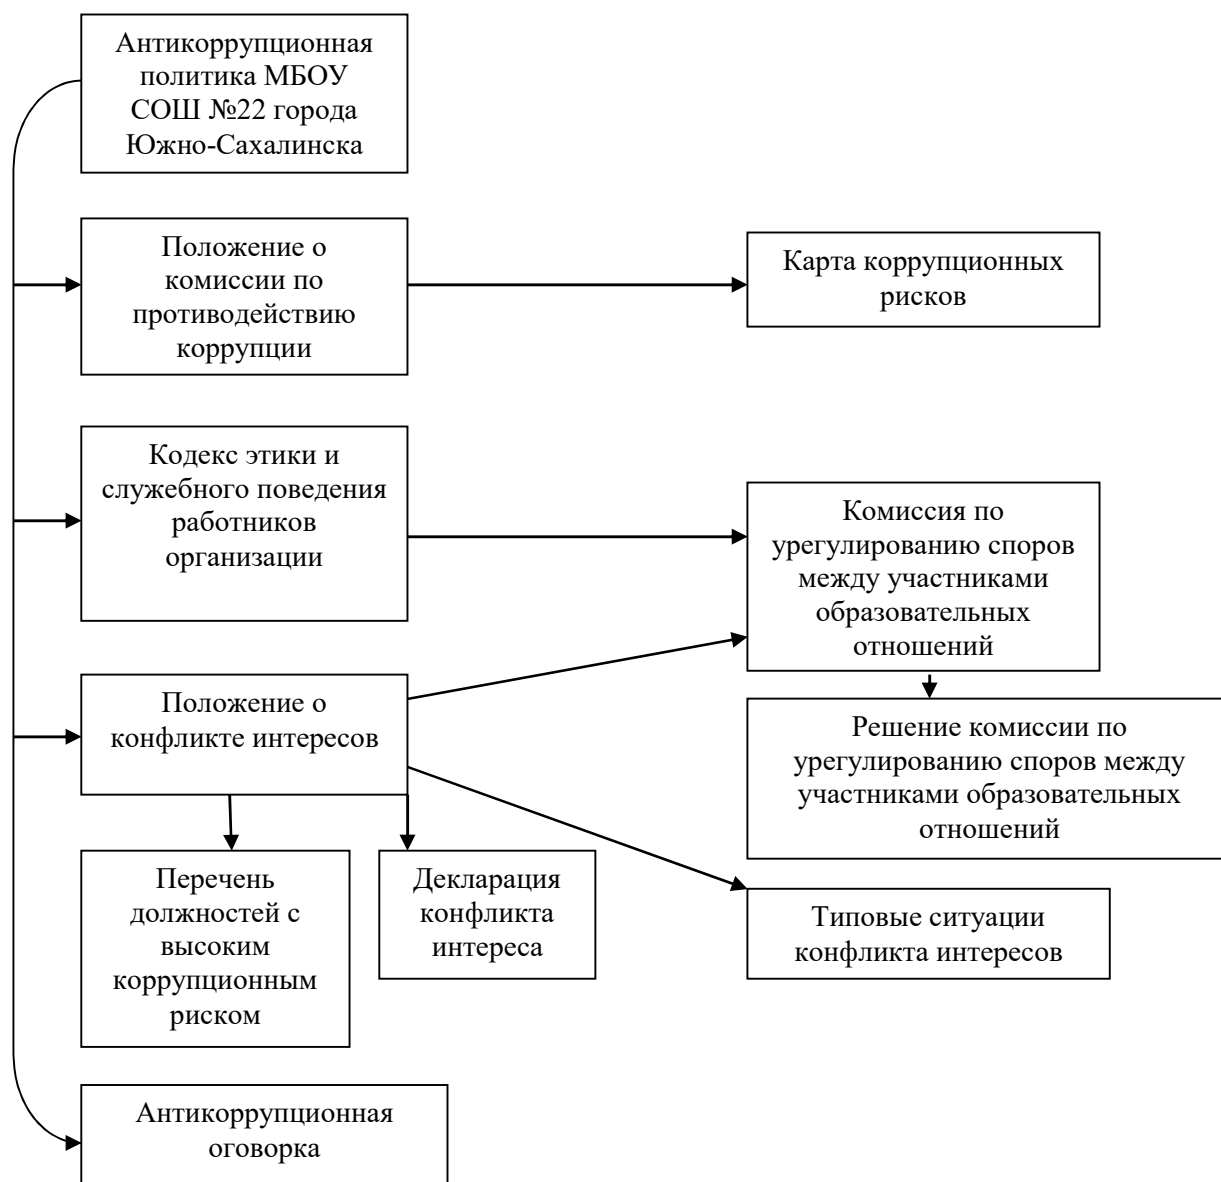 Антикоррупционная
политика МБОУ
СОШ №22 города
Южно-Сахалинска
Положение о
комиссии по
противодействию
коррупции
Карта коррупционных
рисков
Кодекс этики и
служебного поведения
работников
организации
Комиссия по
урегулированию споров
между участниками
образовательных
отношений
Положение о
конфликте интересов
Решение комиссии по
урегулированию споров между
участниками образовательных
отношений
Перечень
должностей с
высоким
коррупционным
риском
Декларация
конфликта
интереса
Типовые ситуации
конфликта интересов
Антикоррупционная
оговорка